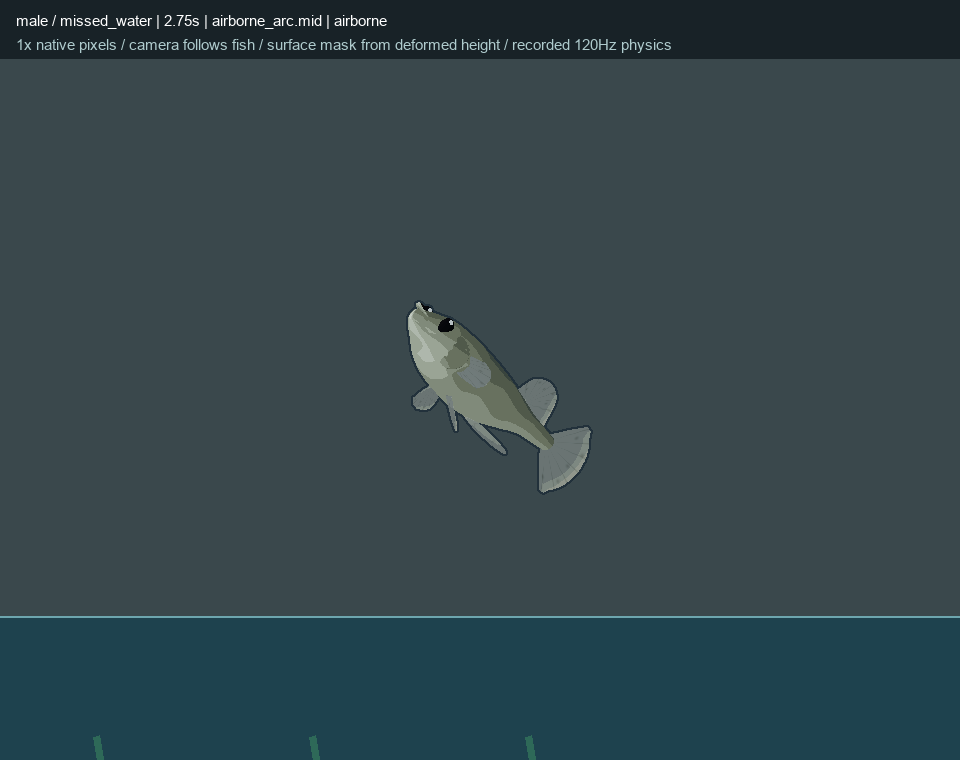 male / missed_water | 2.75s | airborne_arc.mid | airborne
1x native pixels / camera follows fish / surface mask from deformed height / recorded 120Hz physics